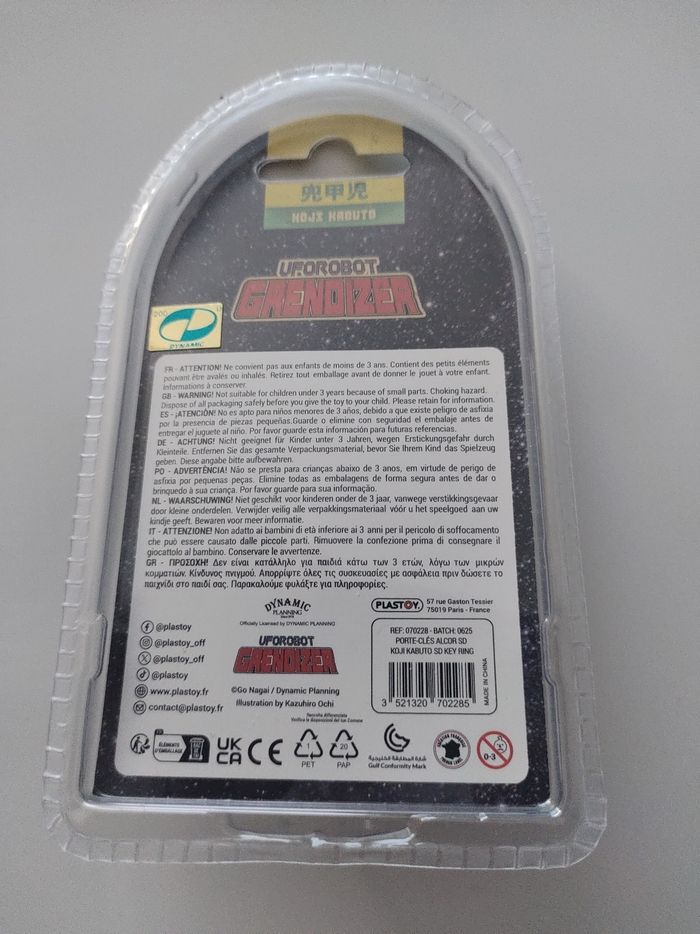 兜甲児
KOJI KABUTO
UFOROBOT
GRENDIZER
DYNAMIC
FR - ATTENTION! Ne convient pas aux enfants de moins de 3 ans. Contient des petits éléments
pouvant être avalés ou inhalés. Retirez tout emballage avant de donner le jouet à votre enfant.
Informations à conserver.
GB - WARNING! Not suitable for children under 3 years because of small parts. Choking hazard.
Dispose of all packaging safely before you give the toy to your child. Please retain for information.
ES - ¡ATENCIÓN! No es apto para niños menores de 3 años, debido a que existe peligro de asfixia
por la presencia de piezas pequeñas.Guarde o elimine con seguridad el embalaje antes de
entregar el juguete al niño. Por favor guarde esta información para futuras referencias.
DE - ACHTUNG! Nicht geeignet für Kinder unter 3 Jahren, wegen Erstickungsgefahr durch
Kleinteile. Entfernen Sie das gesamte Verpackungsmaterial, bevor Sie Ihrem Kind das Spielzeug
geben. Diese angabe bitte aufbewahren.
PO - ADVERTÊNCIA! Não se presta para crianças abaixo de 3 anos, em virtude de perigo de
asfixia por pequenas peças. Elimine todas as embalagens de forma segura antes de dar o
brinquedo à sua criança. Por favor guarde para sua informação.
NL - WAARSCHUWING! Niet geschikt voor kinderen onder de 3 jaar, vanwege verstikkingsgevaar
door kleine onderdelen. Verwijder veilig alle verpakkingsmateriaal vóór u het speelgoed aan uw
kindje geeft. Bewaren voor meer informatie.
IT - ATTENZIONE! Non adatto ai bambini di età inferiore ai 3 anni per il pericolo di soffocamento
che può essere causato dalle piccole parti. Rimuovere la confezione prima di consegnare il
giocattolo al bambino. Conservare le avvertenze.
GR - ΠΡΟΣΟΧΗ! Δεν είναι κατάλληλο για παιδιά κάτω των 3 ετών, λόγω των μικρών
κομματιών. Κίνδυνος πνιγμού. Απορρίψτε όλες τις συσκευασίες με ασφάλεια πριν δώσετε το
παιχνίδι στο παιδί σας. Παρακαλούμε φυλάξτε για πληροφορίες.
@plastoy
@plastoy_off
@plastoy_off
@plastoy
www.plastoy.fr
contact@plastoy.fr
DYNAMIC
PLANNING
Officially Licensed by DYNAMIC PLANNING
UFOROBOT
GRENDIZER
©Go Nagai / Dynamic Planning
Illustration by Kazuhiro Ochi
Raccolta differenziata
Verifica le disposizioni del tuo Comune
PLASTOY
57 rue Gaston Tessier
75019 Paris - France
REF: 070228 - BATCH: 0625
PORTE-CLÉS ALCOR SD
KOJI KABUTO SD KEY RING
3 521320 702285
MADE IN CHINA
ÉLÉMENTS
D'EMBALLAGE
UK
CA
CE
1
PET
20
PAP
شارة المطابقة الخليجية
Gulf Conformity Mark
CRÉATION FRANÇAISE
0-3